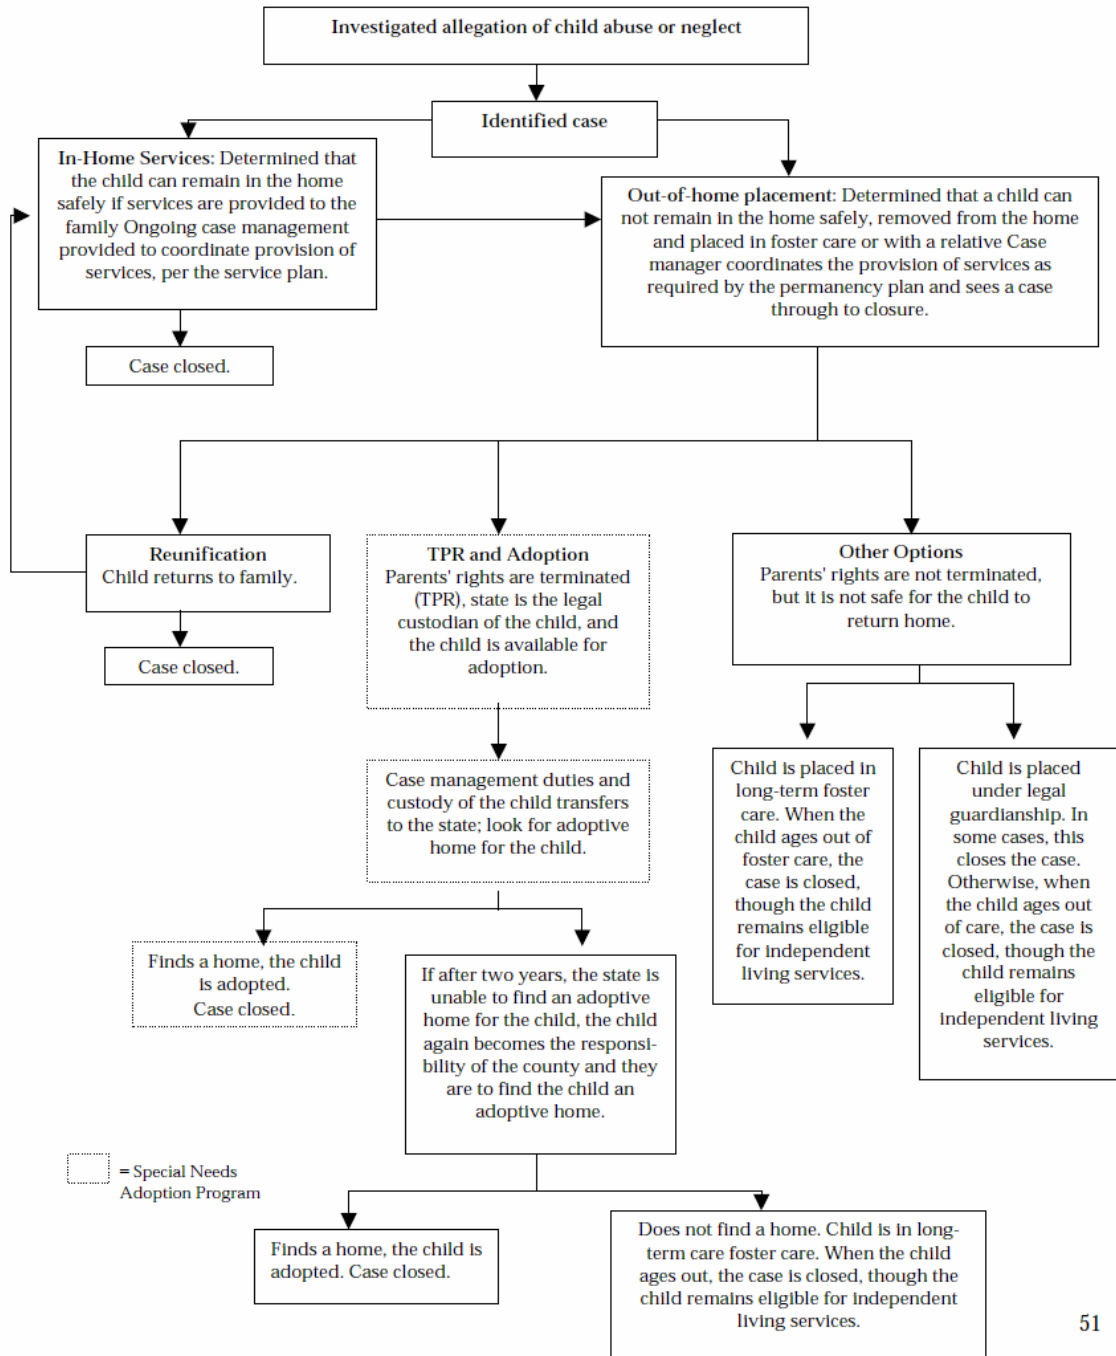 Investigated allegation of child abuse or neglect
Identified case
In-Home Services: Determined that
the child can remain in the home
safely if services are provided to the
family Ongoing case management
provided to coordinate provision of
services, per the service plan.
Out-of-home placement: Determined that a child can
not remain in the home safely, removed from the home
and placed in foster care or with a relative Case
manager coordinates the provision of services as
required by the permanency plan and sees a case
through to closure.
Case closed.
Reunification
Child returns to family.
Case closed.
TPR and Adoption
Parents' rights are terminated
(TPR), state is the legal
custodian of the child, and
the child is available for
adoption.
Other Options
Parents' rights are not terminated,
but it is not safe for the child to
return home.
Case management duties and
custody of the child transfers
to the state; look for adoptive
home for the child.
Child is placed in
long-term foster
care. When the
child ages out of
foster care, the
case is closed,
though the child
remains eligible
for independent
living services.
Child is placed
under legal
guardianship. In
some cases, this
closes the case.
Otherwise, when
the child ages out
of care, the case is
closed, though the
child remains
eligible for
independent living
services.
Finds a home, the child
is adopted.
Case closed.
If after two years, the state is
unable to find an adoptive
home for the child, the child
again becomes the responsi-
bility of the county and they
are to find the child an
adoptive home.
= Special Needs
Adoption Program
Finds a home, the child is
adopted. Case closed.
Does not find a home. Child is in long-
term care foster care. When the child
ages out, the case is closed, though the
child remains eligible for independent
living services.
51